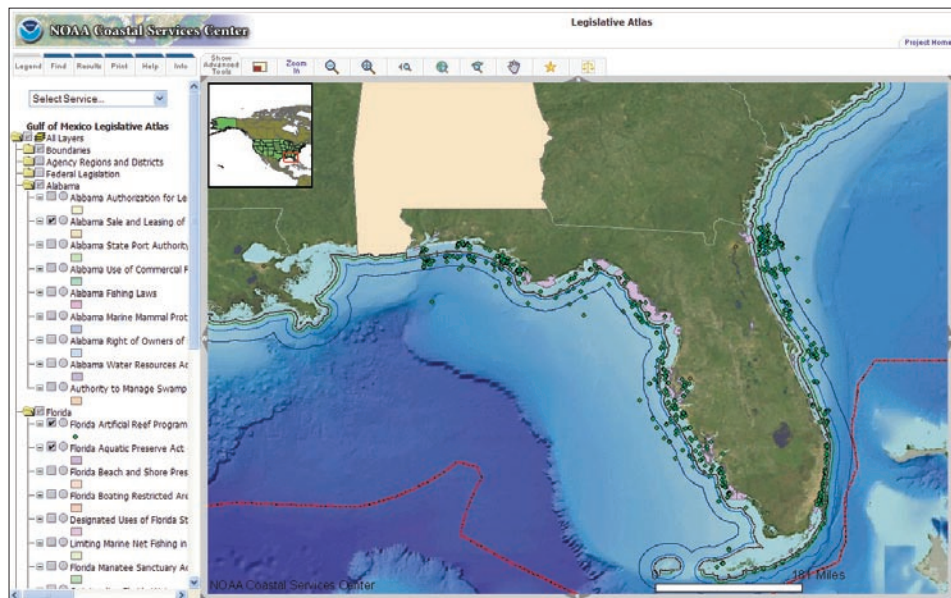 NOAA Coastal Services Center
Legislative Atlas
Project Home
Legend Find Results Print Help Info
Show Advanced Tools
Zoom In
Select Service...
Gulf of Mexico Legislative Atlas
All Layers
Boundaries
Agency Regions and Districts
Federal Legislation
Alabama
Alabama Authorization for Le
Alabama Sale and Leasing of
Alabama State Port Authority
Alabama Use of Commercial F
Alabama Fishing Laws
Alabama Marine Mammal Prot
Alabama Right of Owners of
Alabama Water Resources Ac
Authority to Manage Swamp
Florida
Florida Artificial Reef Program
Florida Aquatic Preserve Act
Florida Beach and Shore Pres
Florida Boating Restricted Are
Designated Uses of Florida St
Limiting Marine Net Fishing in
Florida Manatee Sanctuary Ac
NOAA Coastal Services Center
0
181 Miles